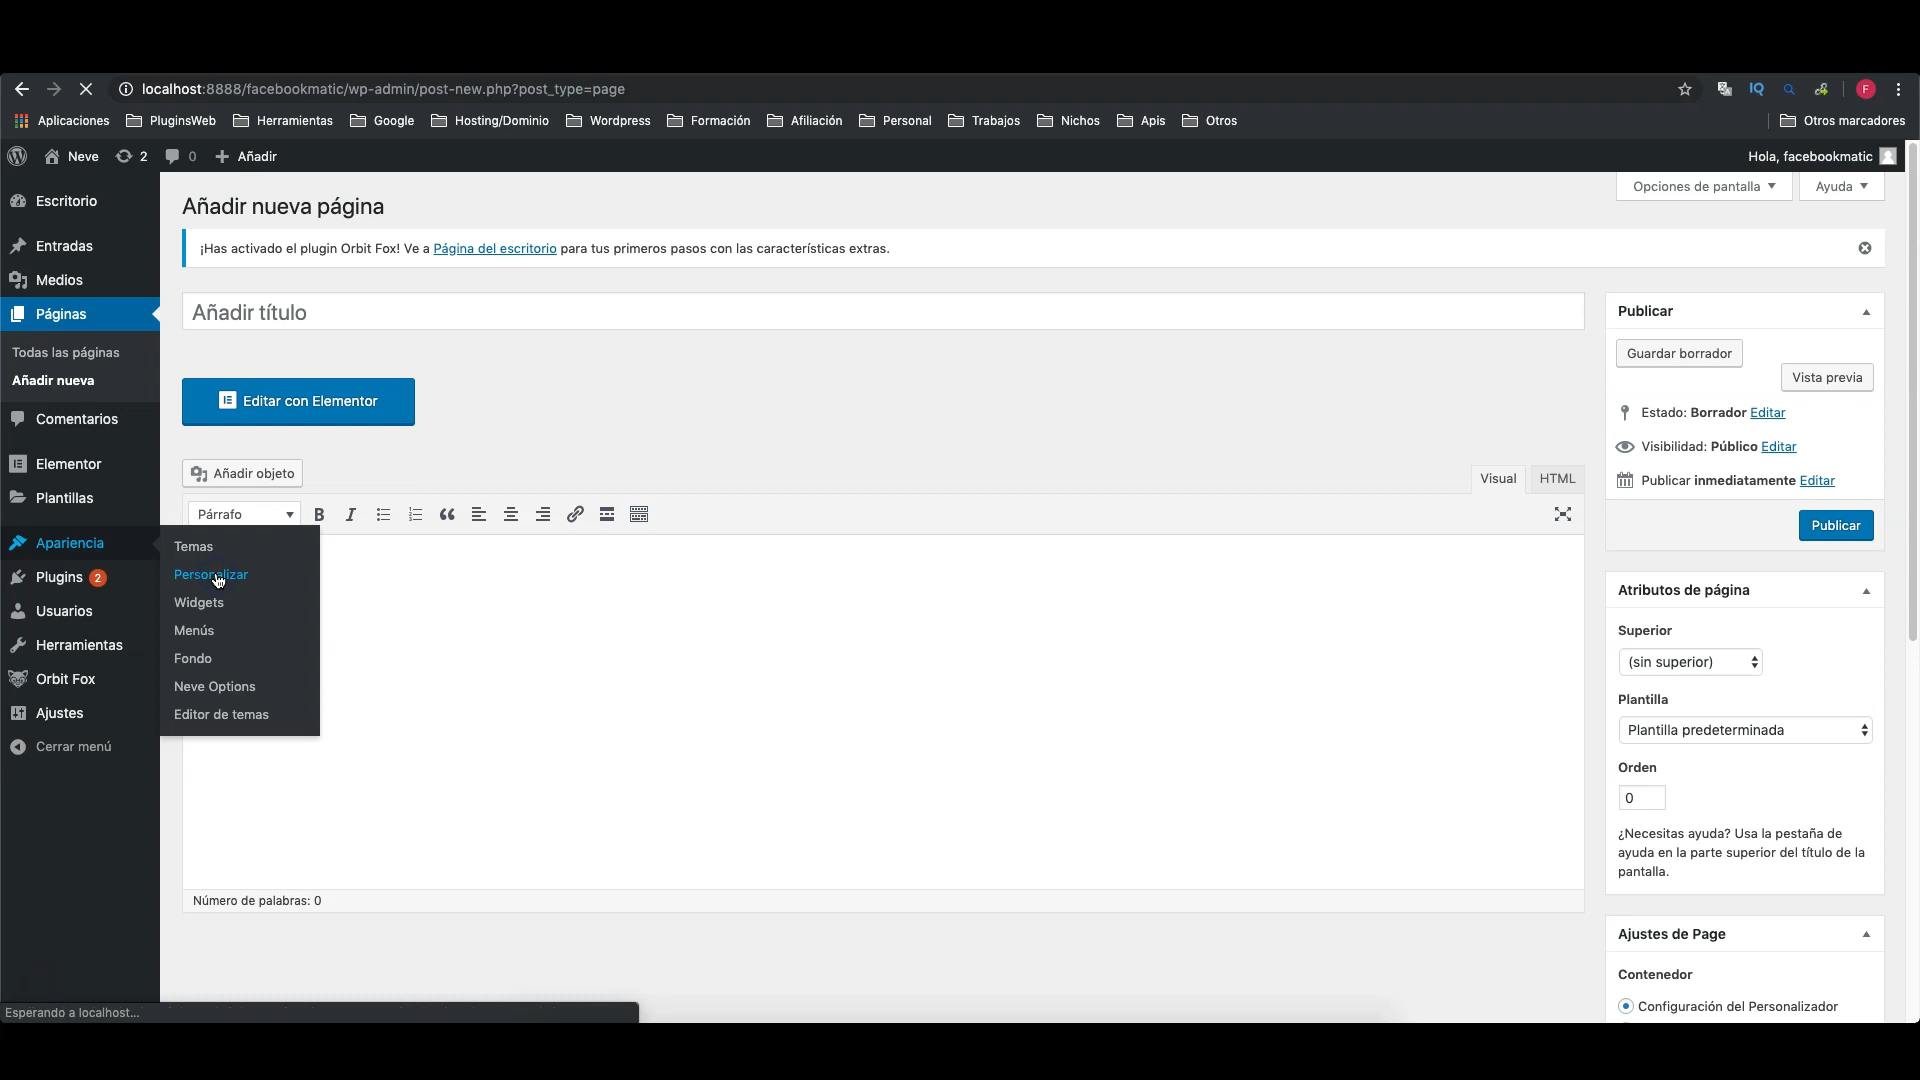 localhost:8888/facebookmatic/wp-admin/post-new.php?post_type=page
IQ
F
Aplicaciones PluginsWeb Herramientas Google Hosting/Dominio Wordpress Formación Afiliación Personal Trabajos Nichos Apis Otros Otros marcadores
Neve 2 0 Añadir Hola, facebookmatic
Opciones de pantalla Ayuda
Escritorio
Entradas
Medios
Páginas
Todas las páginas
Añadir nueva
Comentarios
Elementor
Plantillas
Apariencia
Plugins 2
Usuarios
Herramientas
Orbit Fox
Ajustes
Cerrar menú
Temas
Personalizar
Widgets
Menús
Fondo
Neve Options
Editor de temas
Añadir nueva página
¡Has activado el plugin Orbit Fox! Ve a Página del escritorio para tus primeros pasos con las características extras.
Añadir título
Editar con Elementor
Añadir objeto
Visual HTML
Párrafo B I
Número de palabras: 0
Publicar
Guardar borrador
Vista previa
Estado: Borrador Editar
Visibilidad: Público Editar
Publicar inmediatamente Editar
Publicar
Atributos de página
Superior
(sin superior)
Plantilla
Plantilla predeterminada
Orden
0
¿Necesitas ayuda? Usa la pestaña de
ayuda en la parte superior del título de la
pantalla.
Ajustes de Page
Contenedor
Configuración del Personalizador
Esperando a localhost...